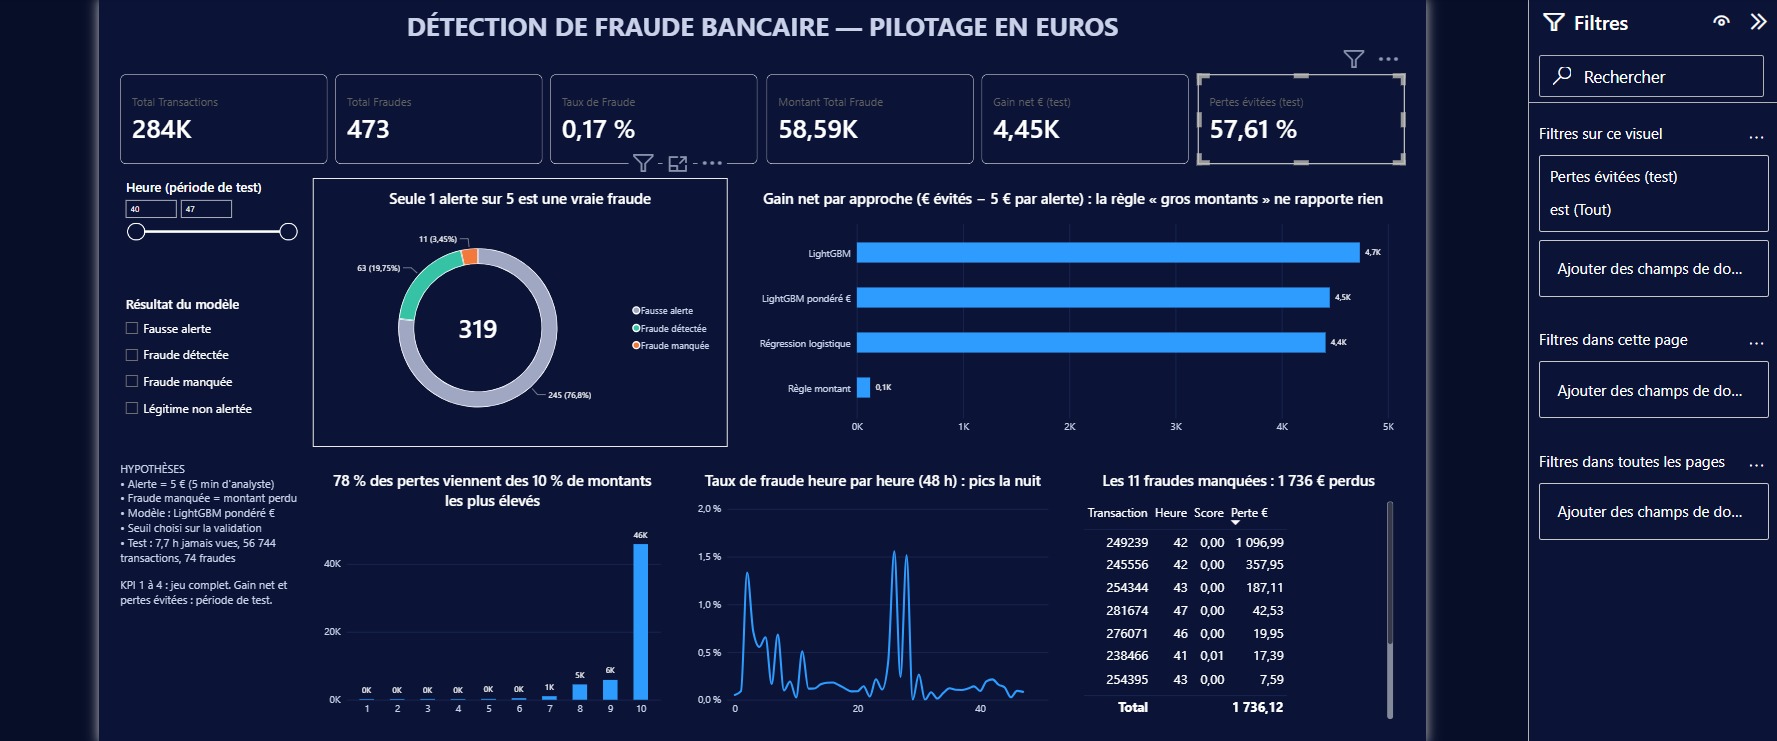 DÉTECTION DE FRAUDE BANCAIRE — PILOTAGE EN EUROS
Total Transactions
284K
Total Fraudes
473
Taux de Fraude
0,17 %
Montant Total Fraude
58,59K
Gain net € (test)
4,45K
Pertes évitées (test)
57,61 %
Heure (période de test)
40 47
Résultat du modèle
Fausse alerte
Fraude détectée
Fraude manquée
Légitime non alertée
HYPOTHÈSES
• Alerte = 5 € (5 min d'analyste)
• Fraude manquée = montant perdu
• Modèle : LightGBM pondéré €
• Seuil choisi sur la validation
• Test : 7,7 h jamais vues, 56 744
transactions, 74 fraudes
KPI 1 à 4 : jeu complet. Gain net et
pertes évitées : période de test.
Seule 1 alerte sur 5 est une vraie fraude
11 (3,45%)
63 (19,75%)
319
245 (76,8%)
Fausse alerte
Fraude détectée
Fraude manquée
Gain net par approche (€ évités – 5 € par alerte) : la règle « gros montants » ne rapporte rien
LightGBM 4,7K
LightGBM pondéré € 4,5K
Régression logistique 4,4K
Règle montant 0,1K
0K 1K 2K 3K 4K 5K
78 % des pertes viennent des 10 % de montants
les plus élevés
40K
20K
0K
0K 0K 0K 0K 0K 0K 1K 5K 6K 46K
1 2 3 4 5 6 7 8 9 10
Taux de fraude heure par heure (48 h) : pics la nuit
2,0 %
1,5 %
1,0 %
0,5 %
0,0 %
0 20 40
Les 11 fraudes manquées : 1 736 € perdus
Transaction Heure Score Perte €
249239 42 0,00 1 096,99
245556 42 0,00 357,95
254344 43 0,00 187,11
281674 47 0,00 42,53
276071 46 0,00 19,95
238466 41 0,01 17,39
254395 43 0,00 7,59
Total 1 736,12
Filtres
Rechercher
Filtres sur ce visuel
Pertes évitées (test)
est (Tout)
Ajouter des champs de do...
Filtres dans cette page
Ajouter des champs de do...
Filtres dans toutes les pages
Ajouter des champs de do...